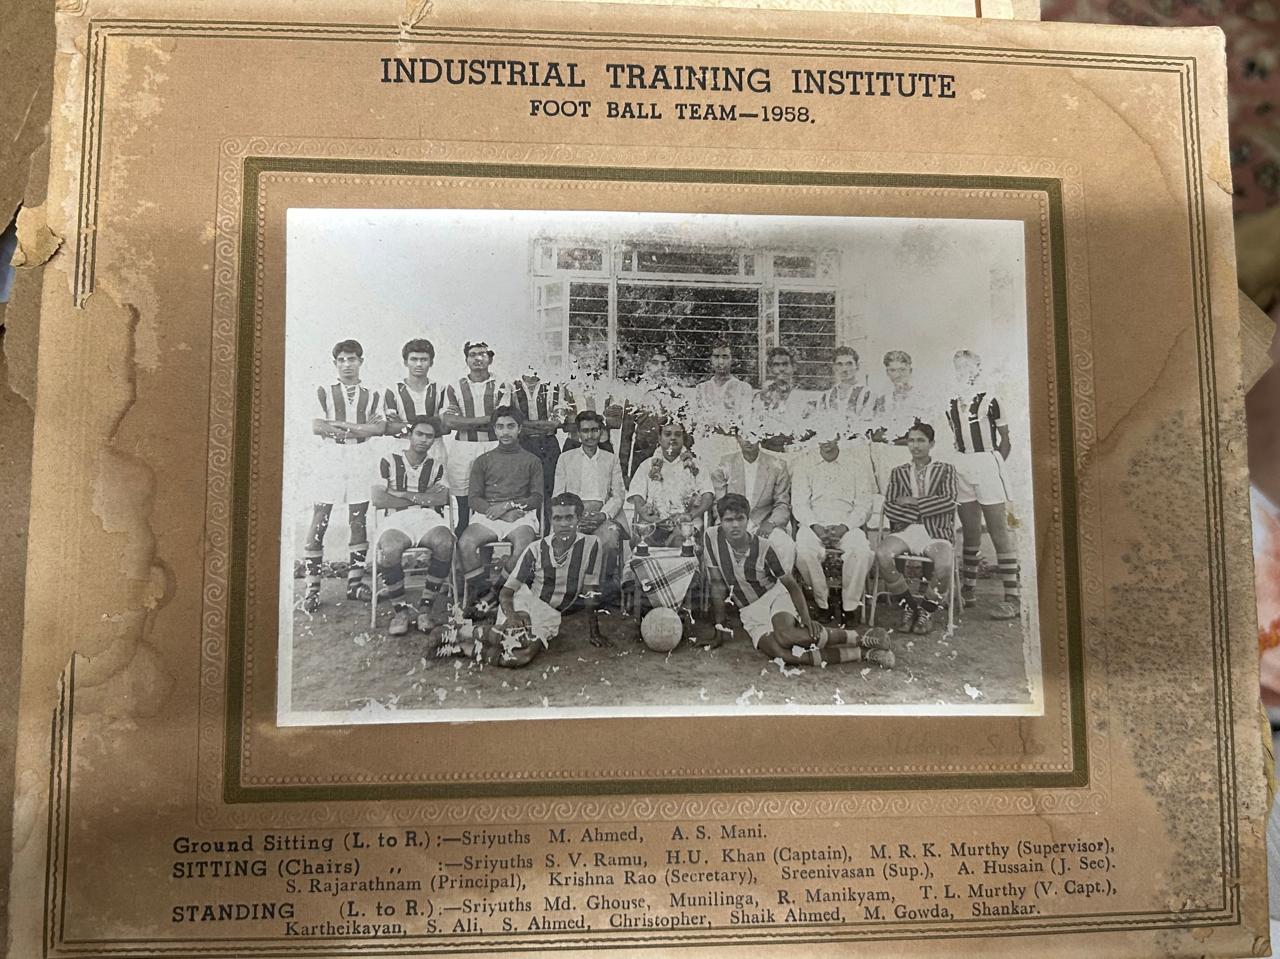 INDUSTRIAL TRAINING INSTITUTE
FOOT BALL TEAM—1958.
Studio
Ground Sitting (L. to R.) :—Sriyuths M. Ahmed, A. S. Mani.
SITTING (Chairs) ,, :—Sriyuths S. V. Ramu, H.U. Khan (Captain), M. R. K. Murthy (Supervisor),
S. Rajarathnam (Principal), Krishna Rao (Secretary), Sreenivasan (Sup.), A. Hussain (J. Sec).
STANDING (L. to R.) :—Sriyuths Md. Ghouse, Munilinga, R. Manikyam, T. L. Murthy (V. Capt.),
Kartheikayan, S. Ali, S. Ahmed, Christopher, Shaik Ahmed, M. Gowda, Shankar.